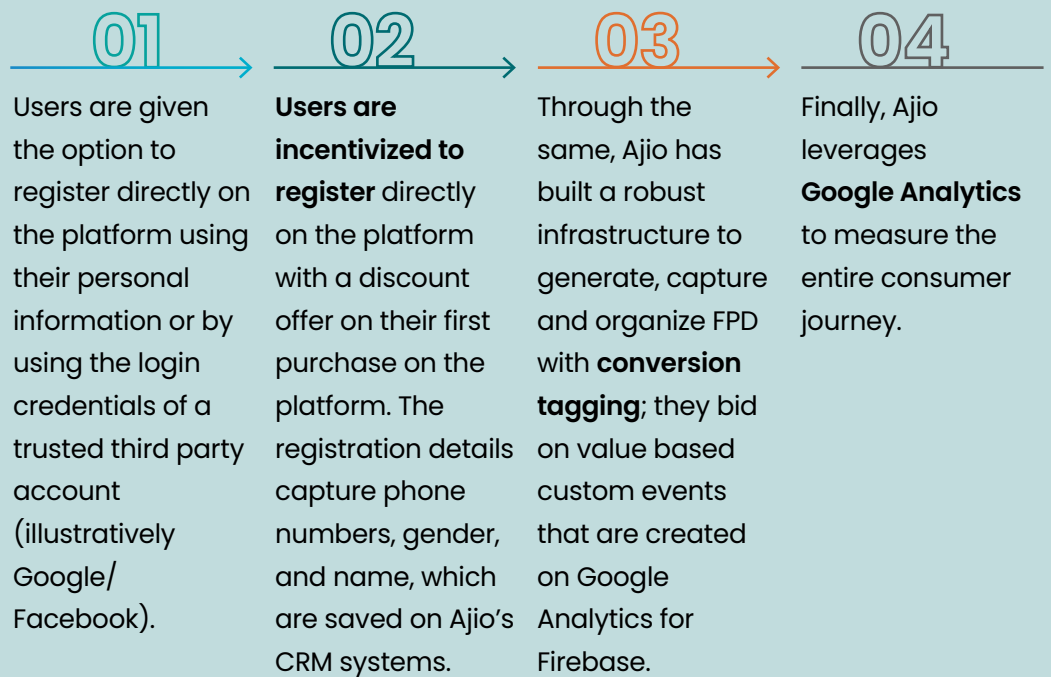 01
Users are given
the option to
register directly on
the platform using
their personal
information or by
using the login
credentials of a
trusted third party
account
(illustratively
Google/
Facebook).
02
Users are
incentivized to
register directly
on the platform
with a discount
offer on their first
purchase on the
platform. The
registration details
capture phone
numbers, gender,
and name, which
are saved on Ajio’s
CRM systems.
03
Through the
same, Ajio has
built a robust
infrastructure to
generate, capture
and organize FPD
with conversion
tagging; they bid
on value based
custom events
that are created
on Google
Analytics for
Firebase.
04
Finally, Ajio
leverages
Google Analytics
to measure the
entire consumer
journey.